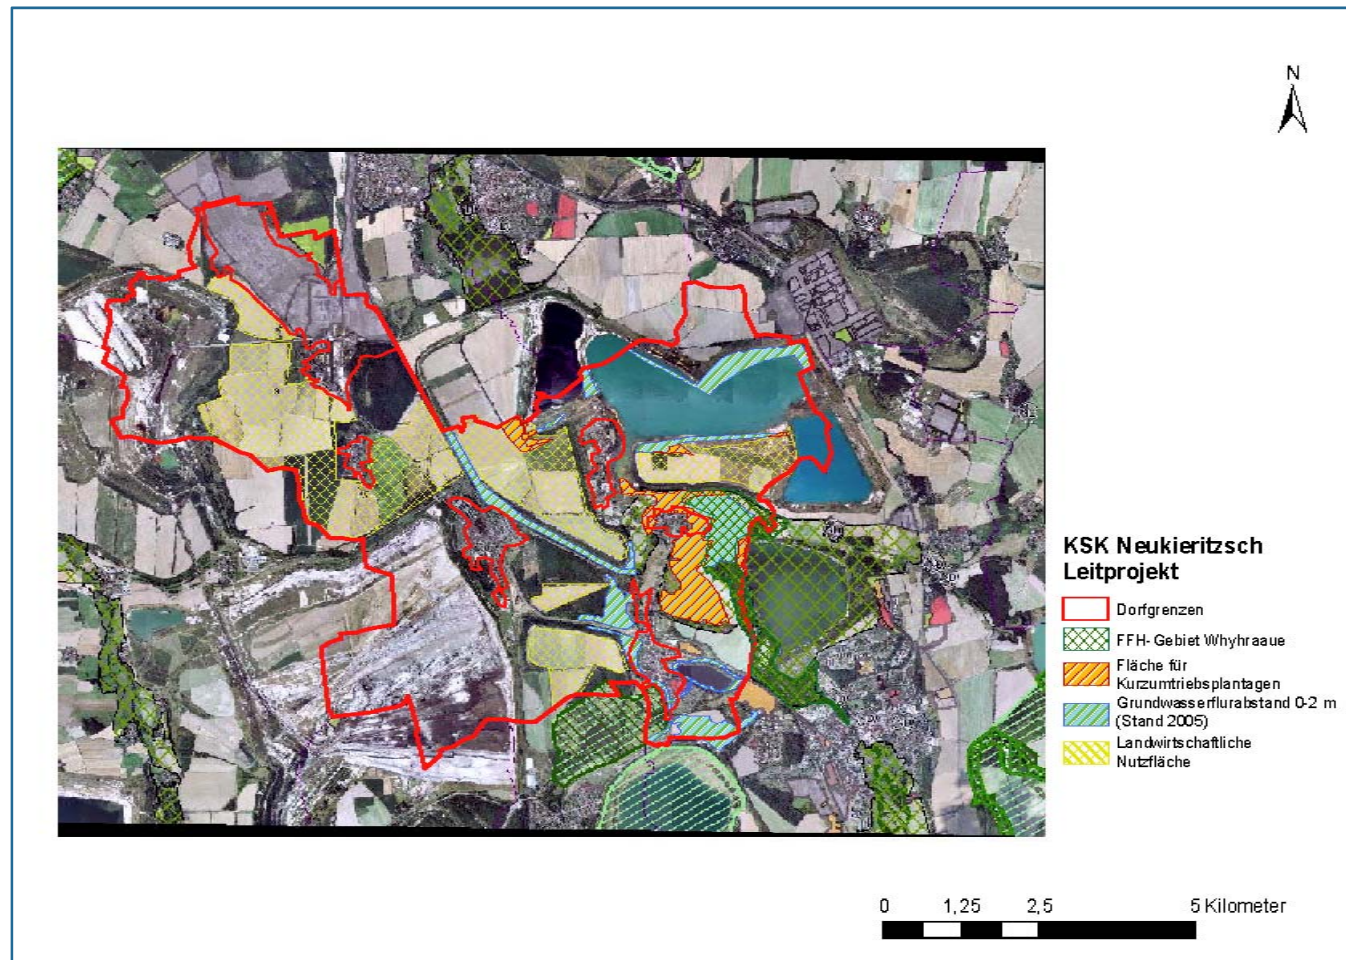 N
KSK Neukieritzsch
Leitprojekt
Dorfgrenzen
FFH-Gebiet Whyhraaue
Fläche für
Kurzumtriebsplantagen
Grundwasserflurabstand 0-2 m
(Stand 2005)
Landwirtschaftliche
Nutzfläche
0 1,25 2,5 5 Kilometer